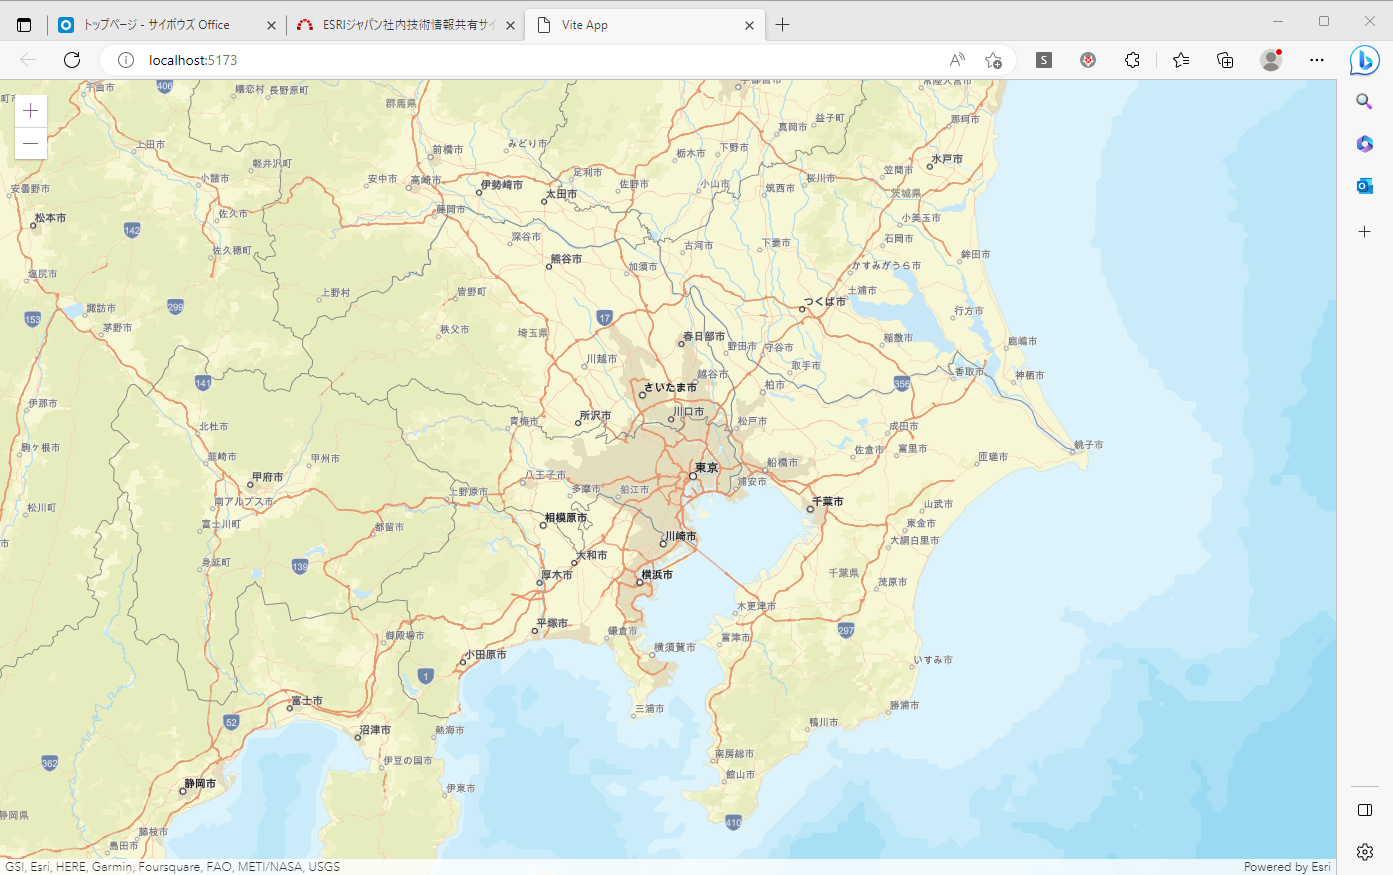 トップページ - サイボウズ Office
ESRIジャパン社内技術情報共有サイ
Vite App
localhost:5173
S
千曲市
406
嬬恋村
長野原町
群馬県
益子町
真岡市
那珂市
上田市
みどり市
前橋市
栃木市
下野市
水戸市
軽井沢町
笠間市
小諸市
安中市
高崎市
伊勢崎市
足利市
佐野市
小山市
桜川市
筑西市
茨城県
安曇野市
太田市
松本市
佐久市
藤岡市
小美玉市
142
深谷市
石岡市
佐久穂町
古河市
下妻市
鉾田市
塩尻市
熊谷市
加須市
かすみがうら市
上野村
皆野町
土浦市
諏訪市
299
つくば市
行方市
153
茅野市
17
秩父市
埼玉県
春日部市
稲敷市
鹿嶋市
野田市
守谷市
川越市
取手市
越谷市
141
さいたま市
柏市
356
香取市
神栖市
伊那市
所沢市
川口市
青梅市
松戸市
北杜市
成田市
駒ヶ根市
韮崎市
甲州市
佐倉市
富里市
匝瑳市
銚子市
甲府市
八王子市
東京
船橋市
浦安市
上野原市
多摩市
狛江市
南アルプス市
千葉市
山武市
松川町
富士川町
都留市
相模原市
東金市
川崎市
大網白里市
身延町
139
大和市
厚木市
横浜市
千葉県
茂原市
木更津市
御殿場市
平塚市
鎌倉市
富津市
297
横須賀市
小田原市
いすみ市
1
富士市
三浦市
勝浦市
52
沼津市
熱海市
鴨川市
362
伊豆の国市
南房総市
静岡市
伊東市
館山市
静岡県
410
藤枝市
島田市
GSI, Esri, HERE, Garmin, Foursquare, FAO, METI/NASA, USGS
Powered by Esri